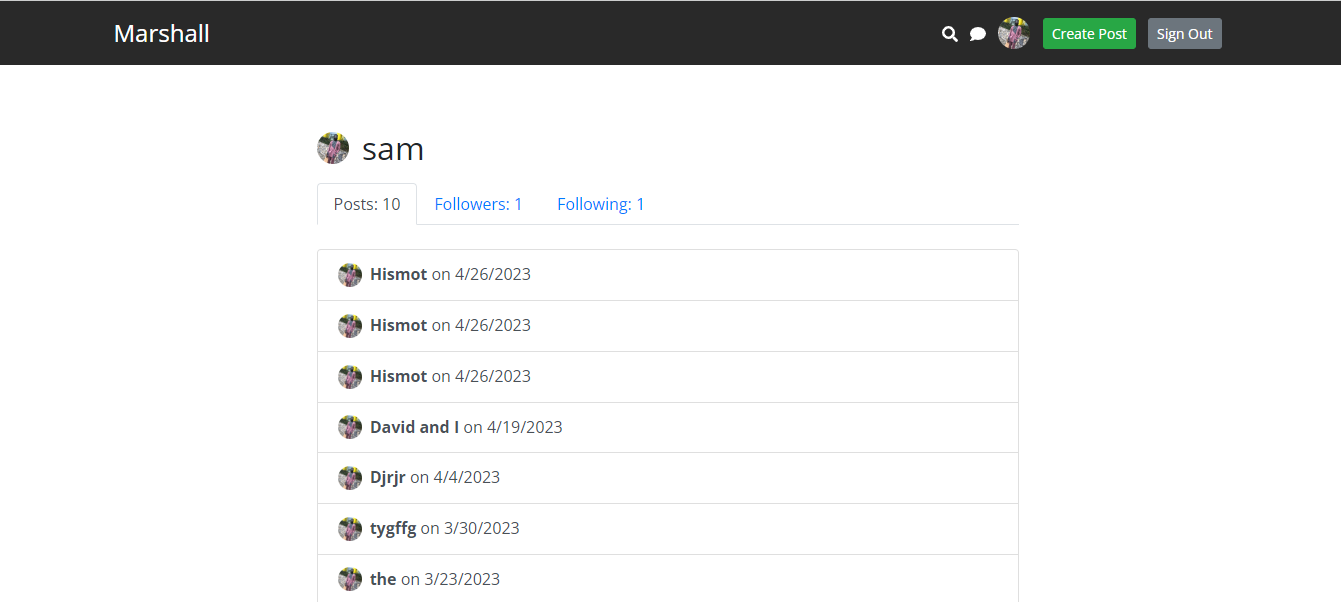 Marshall Create Post Sign Out
sam
Posts: 10 Followers: 1 Following: 1
Hismot on 4/26/2023
Hismot on 4/26/2023
Hismot on 4/26/2023
David and I on 4/19/2023
Djrjr on 4/4/2023
tygffg on 3/30/2023
the on 3/23/2023